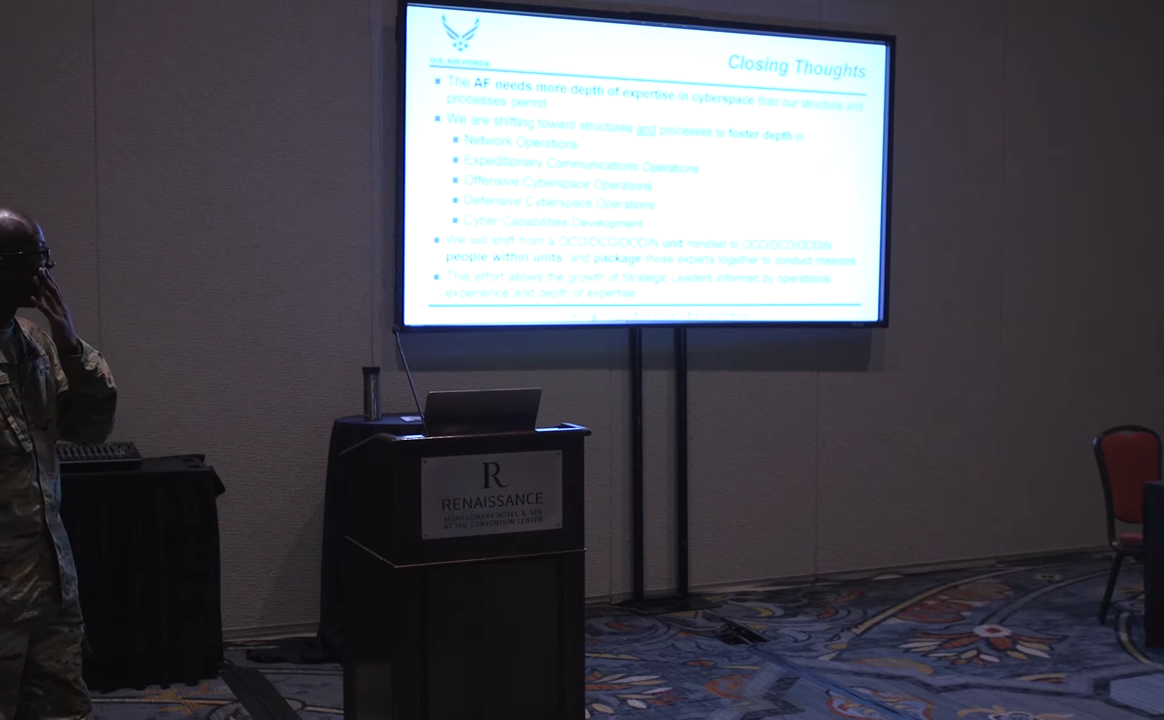 U.S. AIR FORCE
Closing Thoughts
The AF needs more depth of expertise in cyberspace than our structure and
processes permit
We are shifting toward structures and processes to foster depth in
Network Operations
Expeditionary Communications Operations
Offensive Cyberspace Operations
Defensive Cyberspace Operations
Cyber Capabilities Development
We will shift from a OCO/DCO/DODIN unit mindset to OCO/DCO/DODIN
people within units, and package those experts together to conduct missions
This effort allows the growth of Strategic Leaders informed by operational
experience and depth of expertise
R
RENAISSANCE
MONTGOMERY HOTEL & SPA
AT THE CONVENTION CENTER